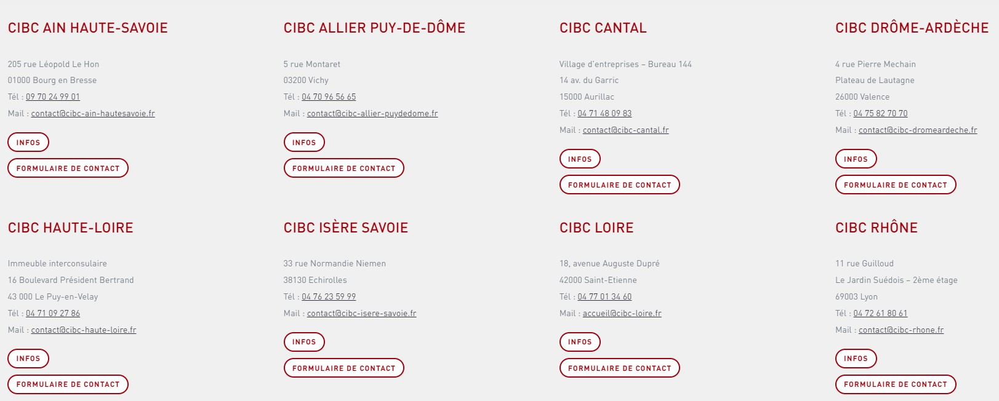 CIBC AIN HAUTE-SAVOIE
205 rue Léopold Le Hon
01000 Bourg en Bresse
Tél : 09 70 24 99 01
Mail : contact@cibc-ain-hautesavoie.fr
INFOS
FORMULAIRE DE CONTACT
CIBC ALLIER PUY-DE-DÔME
5 rue Montaret
03200 Vichy
Tél : 04 70 96 56 65
Mail : contact@cibc-allier-puydedome.fr
INFOS
FORMULAIRE DE CONTACT
CIBC CANTAL
Village d'entreprises – Bureau 144
14 av. du Garric
15000 Aurillac
Tél : 04 71 48 09 83
Mail : contact@cibc-cantal.fr
INFOS
FORMULAIRE DE CONTACT
CIBC DRÔME-ARDÈCHE
4 rue Pierre Mechain
Plateau de Lautagne
26000 Valence
Tél : 04 75 82 70 70
Mail : contact@cibc-dromeardeche.fr
INFOS
FORMULAIRE DE CONTACT
CIBC HAUTE-LOIRE
Immeuble interconsulaire
16 Boulevard Président Bertrand
43 000 Le Puy-en-Velay
Tél : 04 71 09 27 86
Mail : contact@cibc-haute-loire.fr
INFOS
FORMULAIRE DE CONTACT
CIBC ISÈRE SAVOIE
33 rue Normandie Niemen
38130 Echirolles
Tél : 04 76 23 59 99
Mail : contact@cibc-isere-savoie.fr
INFOS
FORMULAIRE DE CONTACT
CIBC LOIRE
18, avenue Auguste Dupré
42000 Saint-Etienne
Tél : 04 77 01 34 60
Mail : accueil@cibc-loire.fr
INFOS
FORMULAIRE DE CONTACT
CIBC RHÔNE
11 rue Guilloud
Le Jardin Suédois – 2ème étage
69003 Lyon
Tél : 04 72 61 80 61
Mail : contact@cibc-rhone.fr
INFOS
FORMULAIRE DE CONTACT